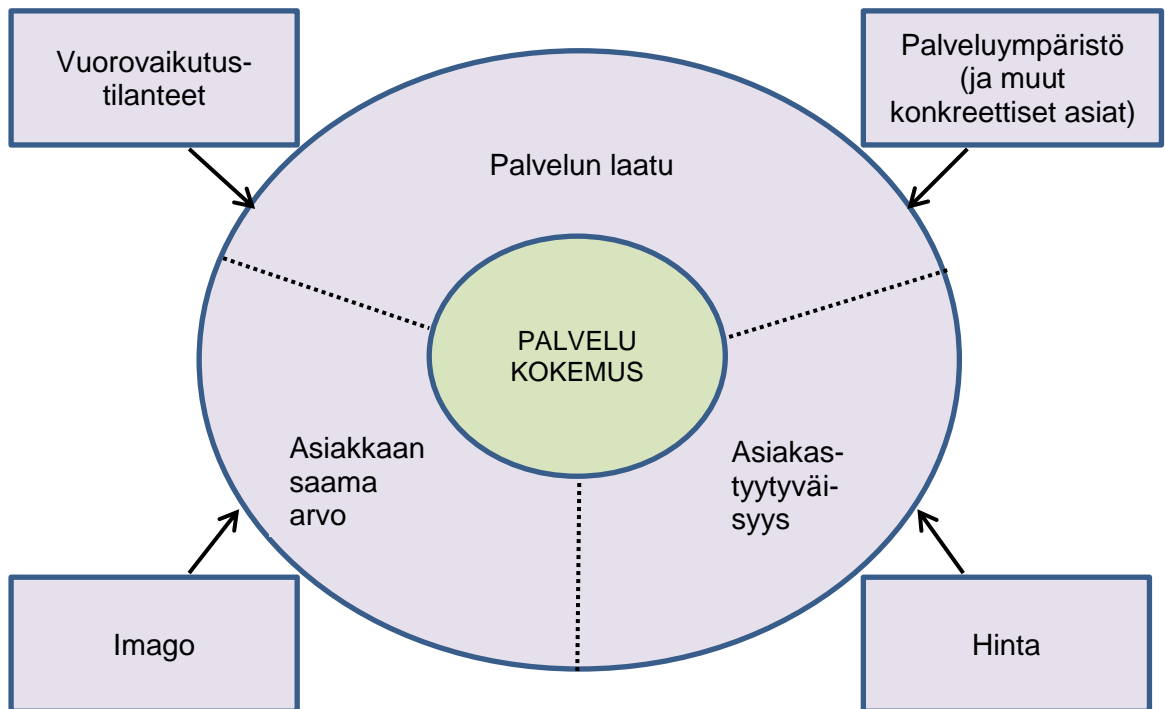 Vuorovaikutus-
tilanteet
Palveluympäristö
(ja muut
konkreettiset asiat)
Palvelun laatu
PALVELU
KOKEMUS
Asiakkaan
saama
arvo
Asiakas-
tyytyväi-
syys
Imago
Hinta